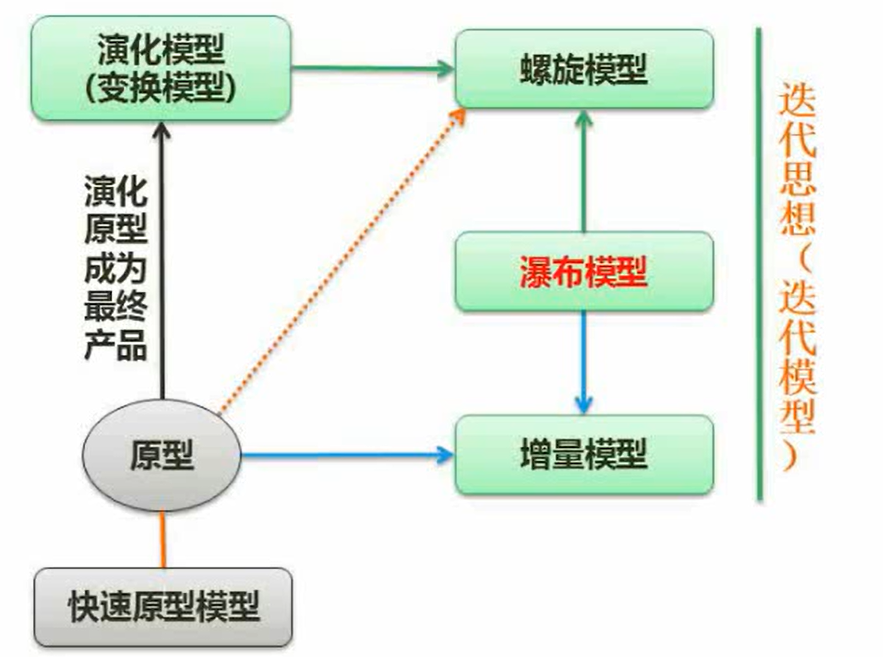 演化模型
(变换模型)
螺旋模型
演化
原型
成为
最终
产品
瀑布模型
原型
增量模型
快速原型模型
迭代思想(迭代模型)